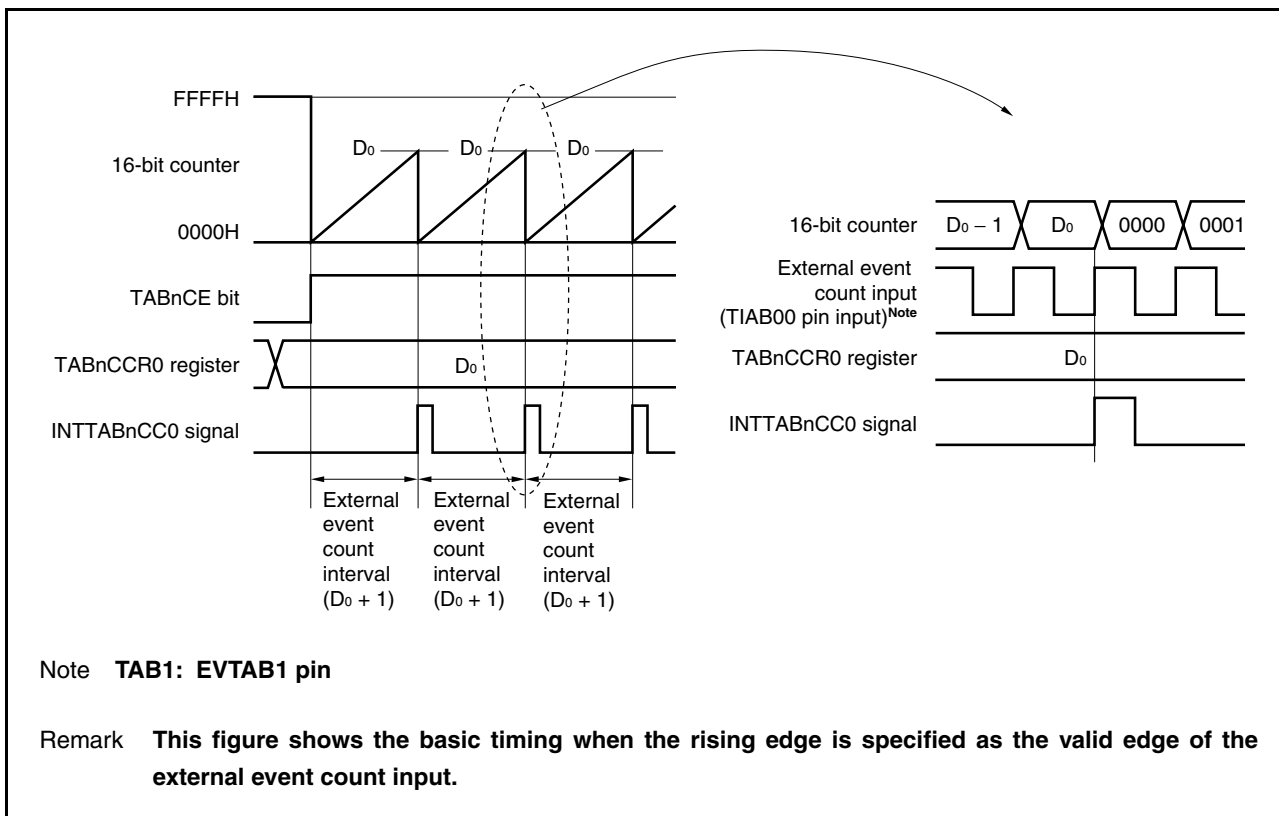 FFFFH
16-bit counter
0000H
D0
D0
D0
TABnCE bit
TABnCCR0 register
D0
INTTABnCC0 signal
External
event
count
interval
(D0 + 1)
External
event
count
interval
(D0 + 1)
External
event
count
interval
(D0 + 1)
16-bit counter
D0 − 1
D0
0000
0001
External event
count input
(TIAB00 pin input)Note
TABnCCR0 register
D0
INTTABnCC0 signal
Note TAB1: EVTAB1 pin
Remark This figure shows the basic timing when the rising edge is specified as the valid edge of the
external event count input.